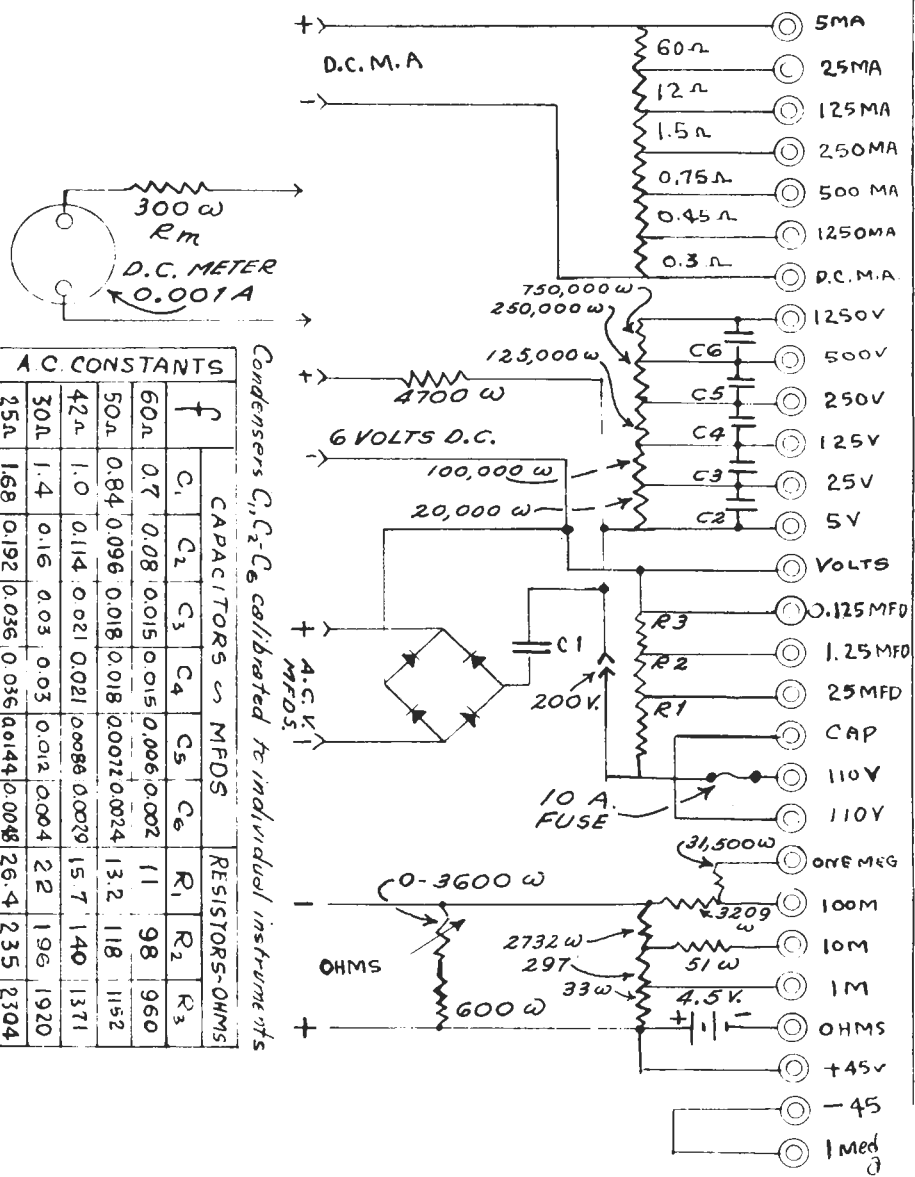 +
D.C.M.A
-
5MA
60Ω
25MA
12Ω
125MA
1.5Ω
250MA
0.75Ω
500 MA
0.45Ω
1250MA
0.3Ω
D.C.M.A.
300 ω
Rm
D.C. METER
0.001A
750,000 ω
250,000 ω
125,000 ω
100,000 ω
20,000 ω
1250V
C6
500V
C5
250V
C4
125V
C3
25V
C2
5V
+
4700 ω
6 VOLTS D.C.
-
VOLTS
R3
0.125 MFD
R2
1.25 MFD
R1
25MFD
+
A.C.V.
MFDS.
-
C1
200V.
CAP
110V
10 A.
FUSE
110V
31,500ω
ONE MEG
-
0-3600 ω
3209
ω
100M
2732 ω
51 ω
10M
OHMS
297
33ω
1M
600 ω
4.5V.
+ -
+
OHMS
+45v
-45
1 Meg
Condensers C1, C2-C6 calibrated to individual instruments
A.C. CONSTANTS
CAPACITORS ~ MFDS RESISTORS-OHMS
f C1 C2 C3 C4 C5 C6 R1 R2 R3
60Ω 0.7 0.08 0.015 0.015 0.006 0.002 11 98 960
50Ω 0.84 0.096 0.018 0.018 0.0072 0.0024 13.2 118 1152
42Ω 1.0 0.114 0.021 0.021 0.0086 0.0029 15.7 140 1371
30Ω 1.4 0.16 0.03 0.03 0.012 0.004 22 196 1920
25Ω 1.68 0.192 0.036 0.036 0.0144 0.0048 26.4 235 2304